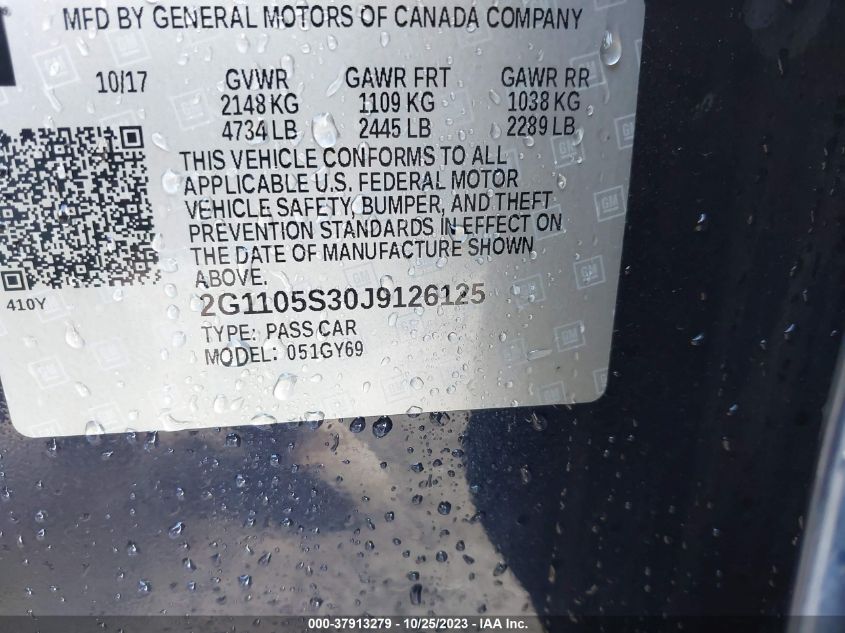 MFD BY GENERAL MOTORS OF CANADA COMPANY
10/17 GVWR GAWR FRT GAWR RR
2148 KG 1109 KG 1038 KG
4734 LB 2445 LB 2289 LB
THIS VEHICLE CONFORMS TO ALL
APPLICABLE U.S. FEDERAL MOTOR
VEHICLE SAFETY, BUMPER, AND THEFT
PREVENTION STANDARDS IN EFFECT ON
THE DATE OF MANUFACTURE SHOWN
ABOVE.
410Y
2G1105S30J9126125
TYPE: PASS CAR
MODEL: 051GY69
GM
000-37913279 - 10/25/2023 - IAA Inc.